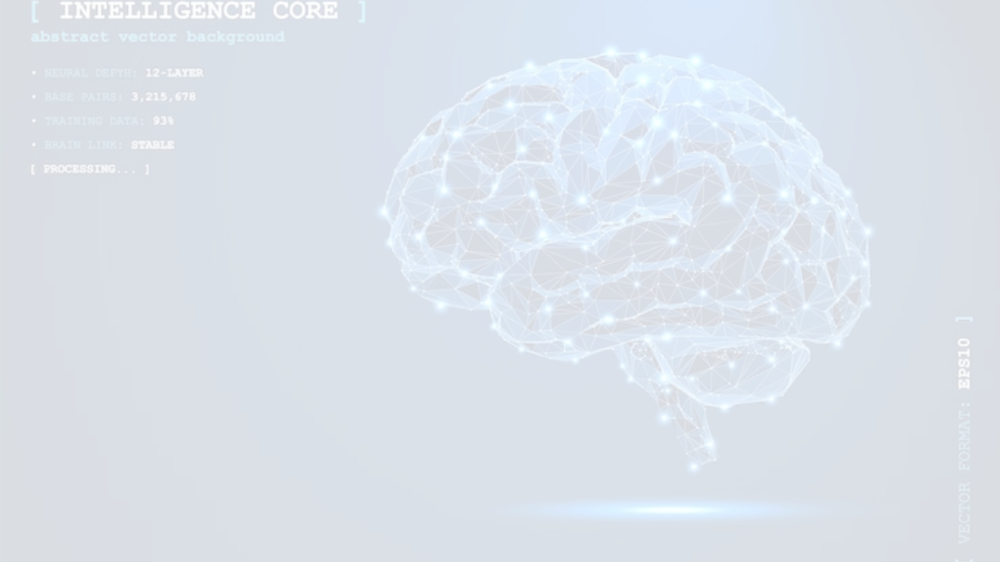 [ INTELLIGENCE CORE ]
abstract vector background
• NEURAL DEPTH: 12-LAYER
• BASE PAIRS: 3,215,678
• TRAINING DATA: 93%
• BRAIN LINK: STABLE
[ PROCESSING... ]
[ VECTOR FORMAT: EPS10 ]